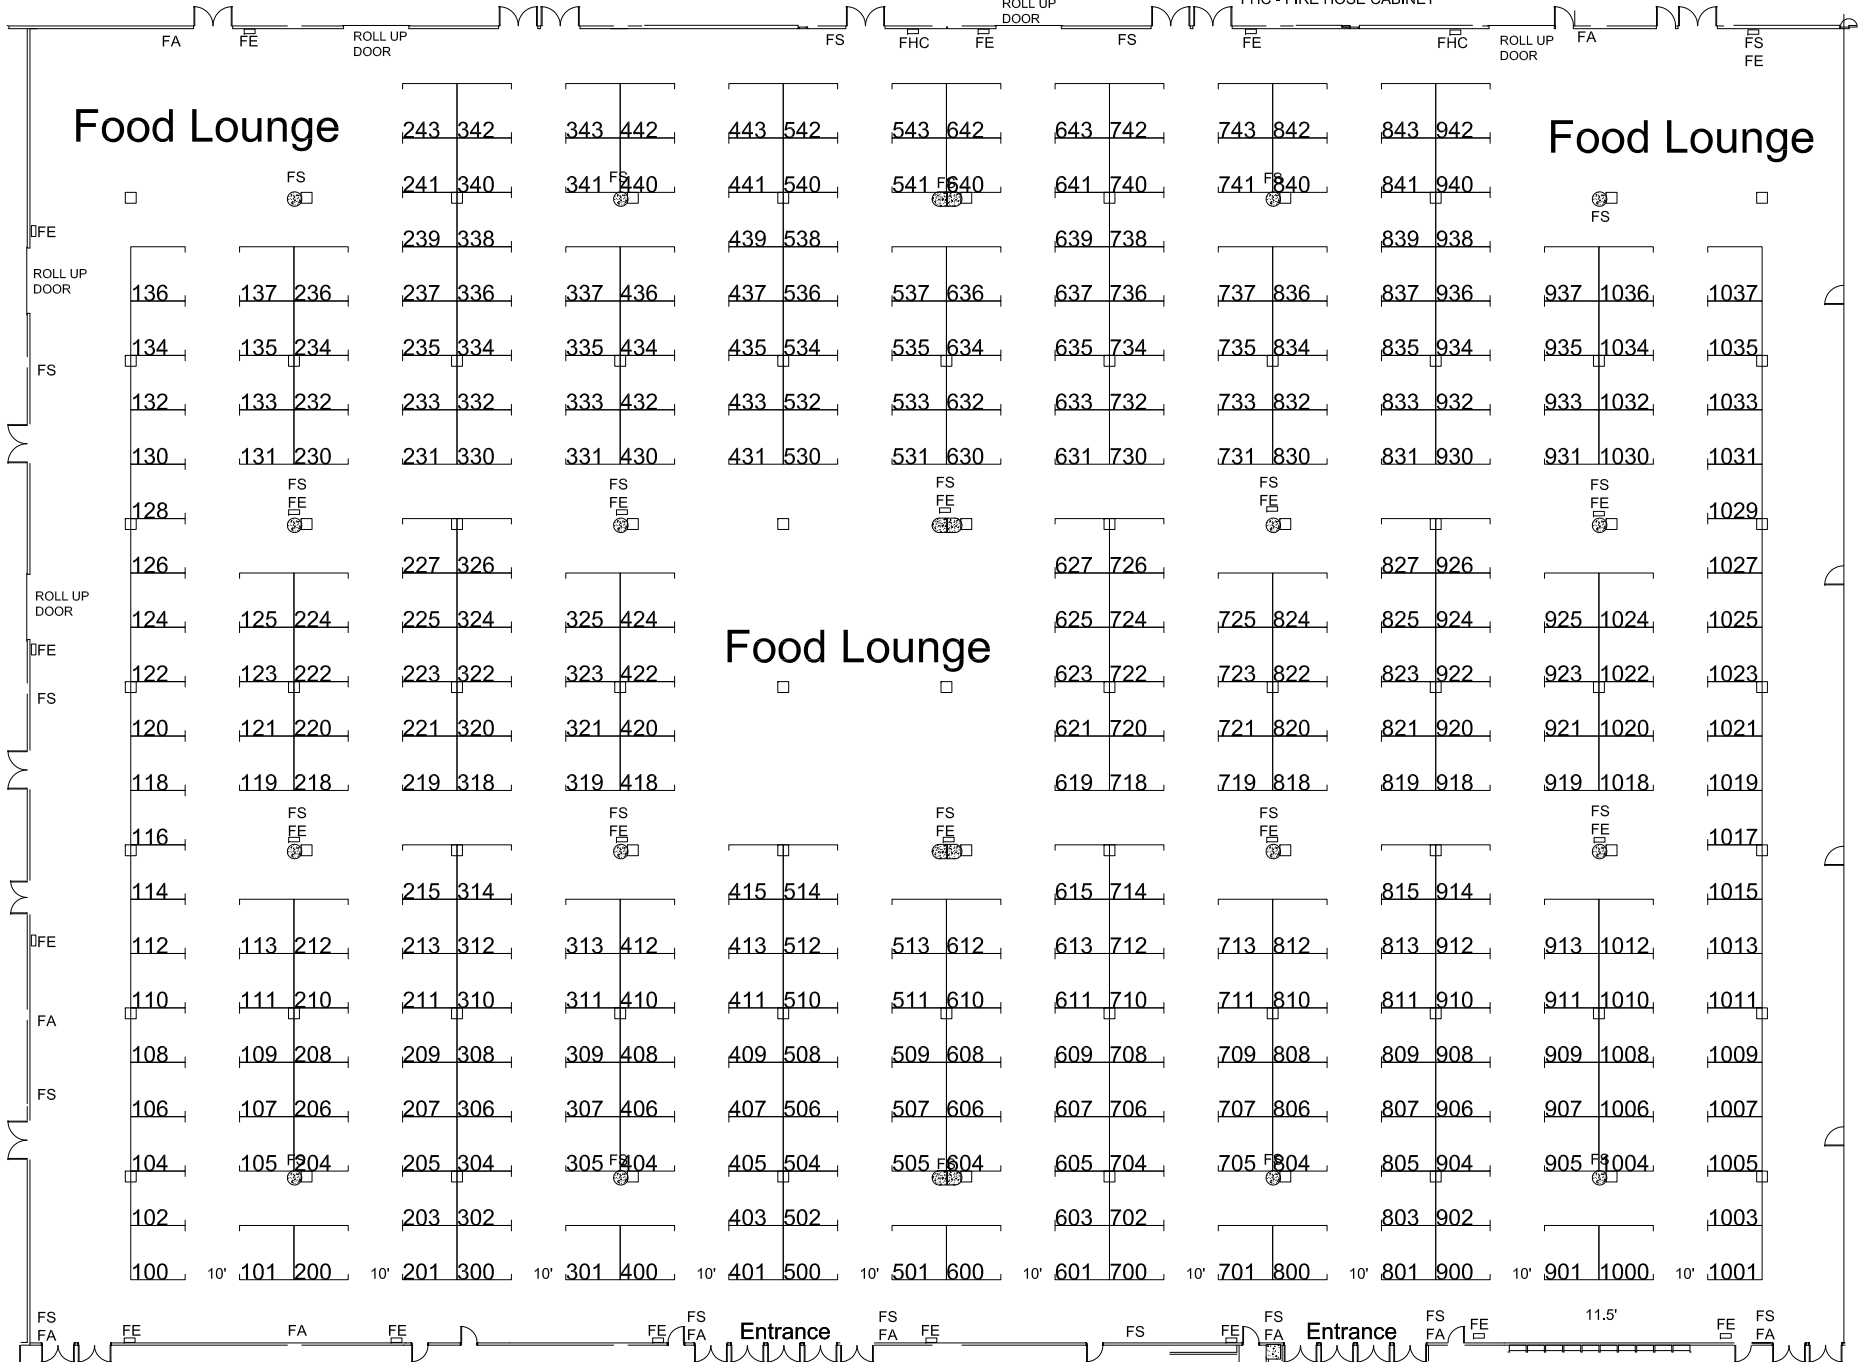 ROLL UP
DOOR
FA
FE
ROLL UP
DOOR
FS
FHC
FE
FS
FE
FHC
ROLL UP
DOOR
FA
FS
FE
Food Lounge
243 342 343 442 443 542 543 642 643 742 743 842 843 942
Food Lounge
FS
241 340 341 440 441 540 541 640 641 740 741 840 841 940
FS FS FS
FS
FE
239 338 439 538 639 738 839 938
ROLL UP
DOOR
136 137 236 237 336 337 436 437 536 537 636 637 736 737 836 837 936 937 1036 1037
134 135 234 235 334 335 434 435 534 535 634 635 734 735 834 835 934 935 1034 1035
FS
132 133 232 233 332 333 432 433 532 533 632 633 732 733 832 833 932 933 1032 1033
130 131 230 231 330 331 430 431 530 531 630 631 730 731 830 831 930 931 1030 1031
FS FS FS FS FS
FE FE FE FE FE
128 1029
126 227 326 627 726 827 926 1027
ROLL UP
DOOR
124 125 224 225 324 325 424 625 724 725 824 825 924 925 1024 1025
FE
Food Lounge
122 123 222 223 322 323 422 623 722 723 822 823 922 923 1022 1023
FS
120 121 220 221 320 321 420 621 720 721 820 821 920 921 1020 1021
118 119 218 219 318 319 418 619 718 719 818 819 918 919 1018 1019
FS FS FS FS FS
FE FE FE FE FE
116 1017
114 215 314 415 514 615 714 815 914 1015
FE
112 113 212 213 312 313 412 413 512 513 612 613 712 713 812 813 912 913 1012 1013
110 111 210 211 310 311 410 411 510 511 610 611 710 711 810 811 910 911 1010 1011
FA
108 109 208 209 308 309 408 409 508 509 608 609 708 709 808 809 908 909 1008 1009
FS
106 107 206 207 306 307 406 407 506 507 606 607 706 707 806 807 906 907 1006 1007
104 105 204 205 304 305 404 405 504 505 604 605 704 705 804 805 904 905 1004 1005
FS FS FS FS FS
102 203 302 403 502 603 702 803 902 1003
100 10' 101 200 10' 201 300 10' 301 400 10' 401 500 10' 501 600 10' 601 700 10' 701 800 10' 801 900 10' 901 1000 10' 1001
FS
FA
FE
FA
FE
FE
FS
FA
Entrance
FS
FA
FE
FS
FE
FS
FA
Entrance
FS
FA
FE
11.5'
FE
FS
FA